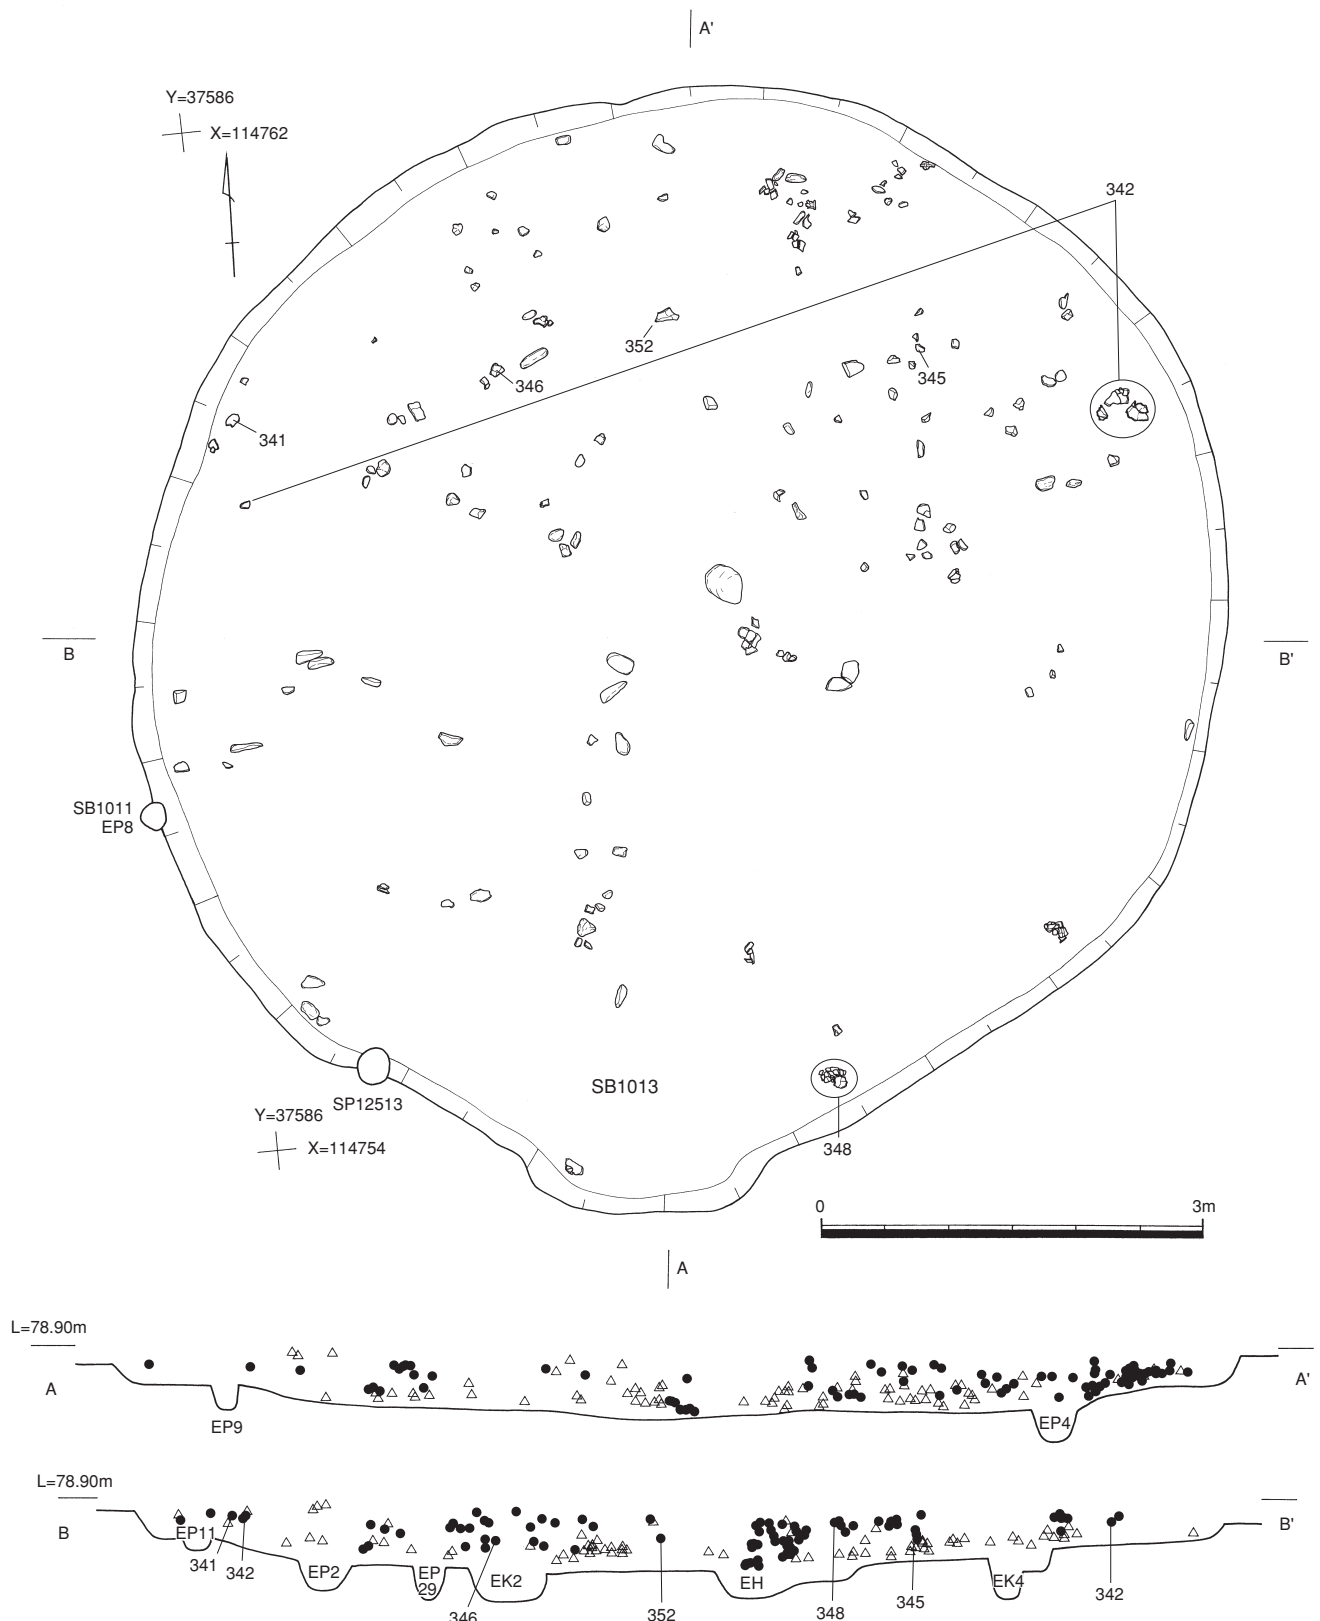 A'
Y=37586
X=114762
342
352
345
346
341
B
B'
SB1011
EP8
SB1013
SP12513
Y=37586
X=114754
348
0 3m
A
L=78.90m
A
A'
EP9
EP4
L=78.90m
B
B'
EP11
341
342
EP2
EP
29
EK2
EH
EK4
346
352
348
345
342